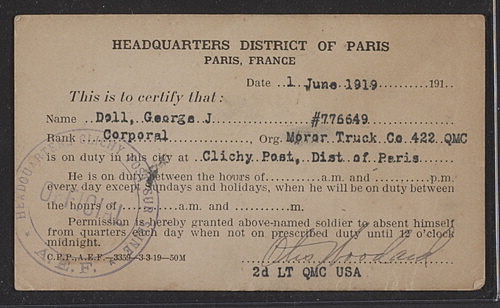 HEADQUARTERS DISTRICT OF PARIS
PARIS, FRANCE
Date ..1 June 1919..........191...
This is to certify that:
Name ..Doll, George J...............#776649...............
Rank ....Corporal................, Org. Moror Truck Co 422 QMC
is on duty in this city at ..Clichy Post, Dist. of Paris.......
He is on duty between the hours of............a.m. and ............p.m.
every day except Sundays and holidays, when he will be on duty between
the hours of ............a.m. and ............m.
Permission is hereby granted above-named soldier to absent himself
from quarters each day when not on prescribed duty until 12 o'clock
midnight.
C.P.P.,A.E.F.—3359—3-3-19—50M
2d LT QMC USA
HEADQUARTERS CLICHY
A.E.F.